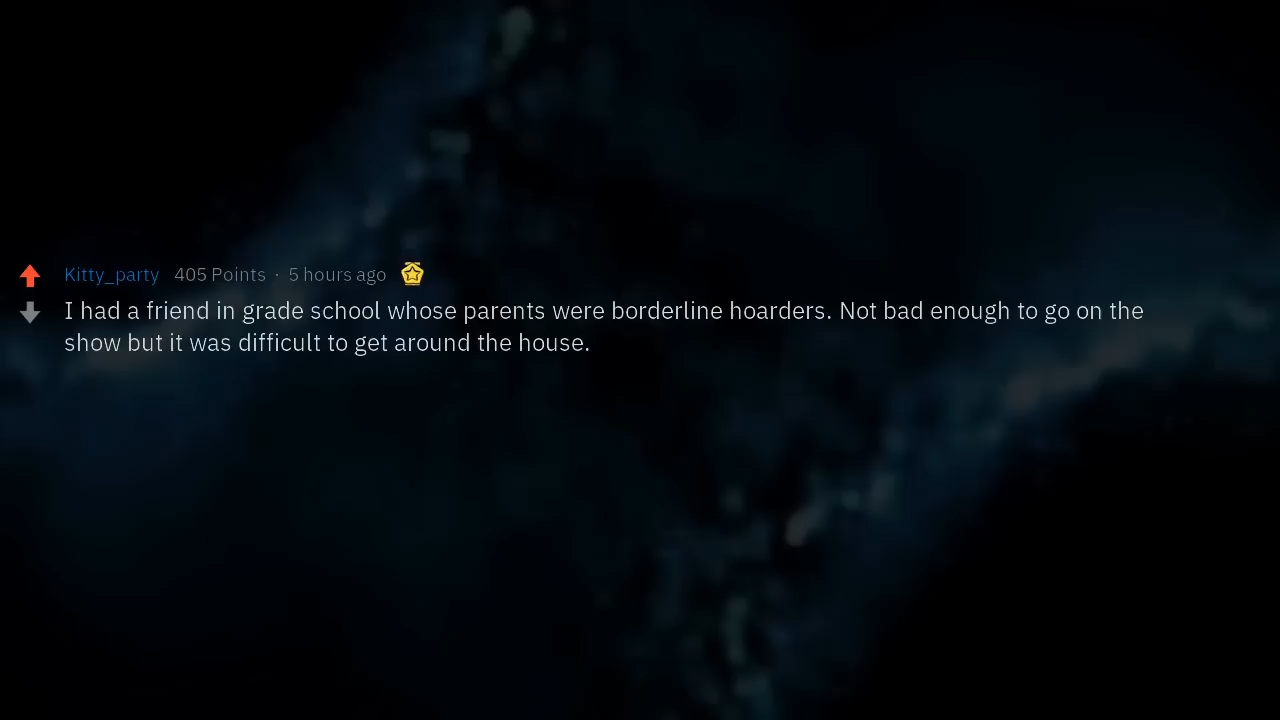 Kitty_party 405 Points · 5 hours ago
I had a friend in grade school whose parents were borderline hoarders. Not bad enough to go on the
show but it was difficult to get around the house.